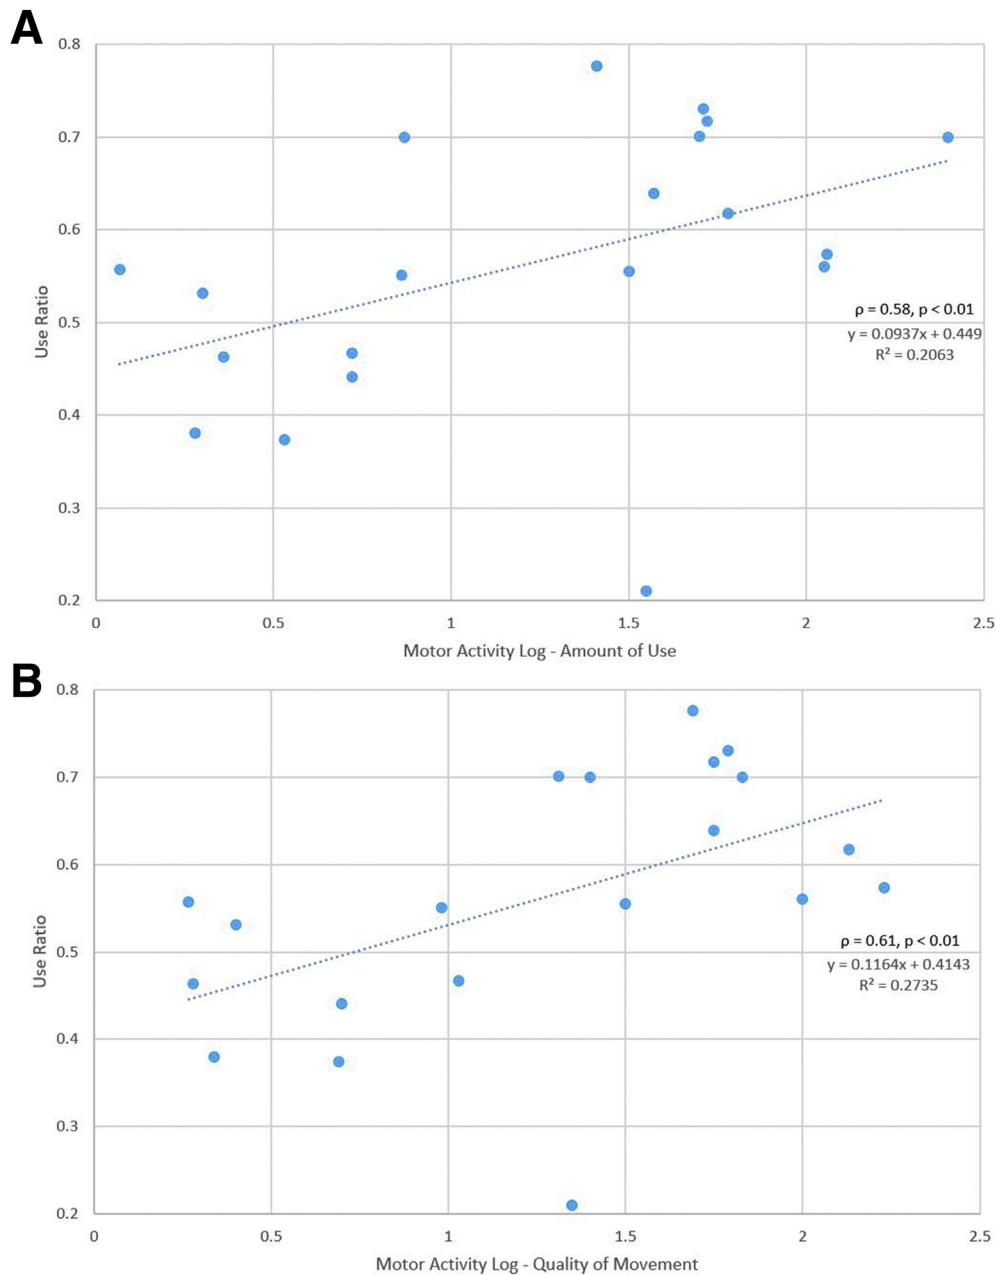 A
0.8
0.7
0.6
0.5
0.4
0.3
0.2
Use Ratio
ρ = 0.58, p < 0.01
y = 0.0937x + 0.449
R² = 0.2063
0 0.5 1 1.5 2 2.5
Motor Activity Log - Amount of Use
B
0.8
0.7
0.6
0.5
0.4
0.3
0.2
Use Ratio
ρ = 0.61, p < 0.01
y = 0.1164x + 0.4143
R² = 0.2735
0 0.5 1 1.5 2 2.5
Motor Activity Log - Quality of Movement